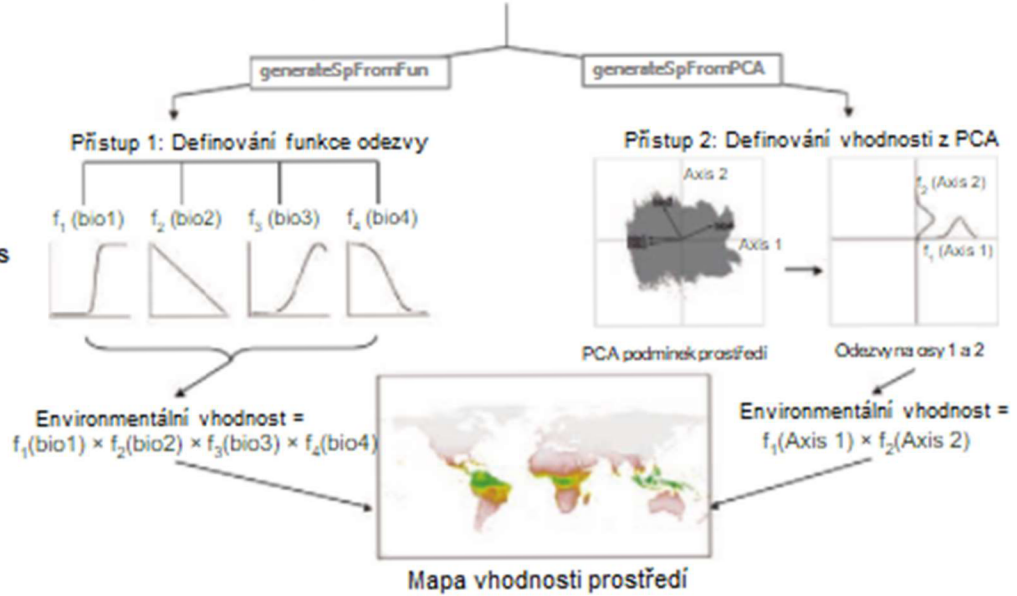 generateSpFromFun
generateSpFromPCA
Přístup 1: Definování funkce odezvy
Přístup 2: Definování vhodnosti z PCA
f1 (bio1) f2 (bio2) f3 (bio3) f4 (bio4)
Axis 2
Axis 1
f2 (Axis 2)
f1 (Axis 1)
s
PCA podmínek prostředí
Odezvy na osy 1 a 2
Environmentální vhodnost =
f1(bio1) × f2(bio2) × f3(bio3) × f4(bio4)
Environmentální vhodnost =
f1(Axis 1) × f2(Axis 2)
Mapa vhodnosti prostředí